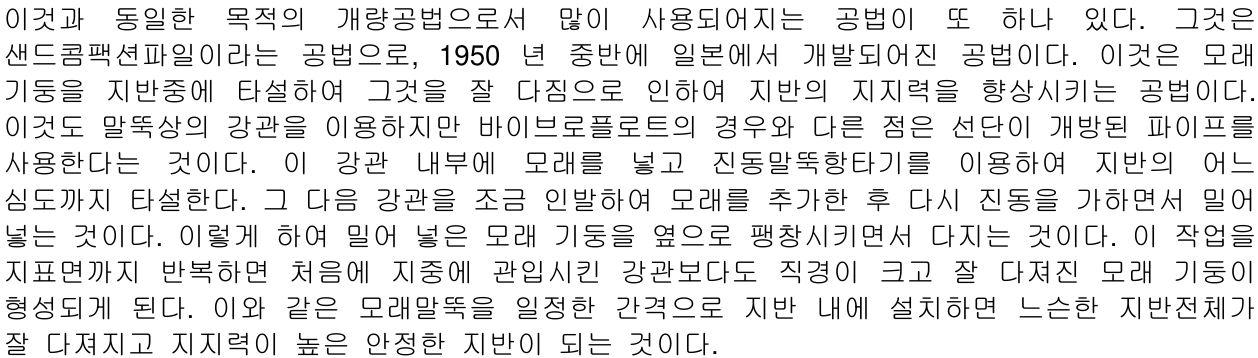 이것과 동일한 목적의 개량공법으로서 많이 사용되어지는 공법이 또 하나 있다. 그것은
샌드콤팩션파일이라는 공법으로, 1950 년 중반에 일본에서 개발되어진 공법이다. 이것은 모래
기둥을 지반중에 타설하여 그것을 잘 다짐으로 인하여 지반의 지지력을 향상시키는 공법이다.
이것도 말뚝상의 강관을 이용하지만 바이브로플로트의 경우와 다른 점은 선단이 개방된 파이프를
사용한다는 것이다. 이 강관 내부에 모래를 넣고 진동말뚝항타기를 이용하여 지반의 어느
심도까지 타설한다. 그 다음 강관을 조금 인발하여 모래를 추가한 후 다시 진동을 가하면서 밀어
넣는 것이다. 이렇게 하여 밀어 넣은 모래 기둥을 옆으로 팽창시키면서 다지는 것이다. 이 작업을
지표면까지 반복하면 처음에 지중에 관입시킨 강관보다도 직경이 크고 잘 다져진 모래 기둥이
형성되게 된다. 이와 같은 모래말뚝을 일정한 간격으로 지반 내에 설치하면 느슨한 지반전체가
잘 다져지고 지지력이 높은 안정한 지반이 되는 것이다.